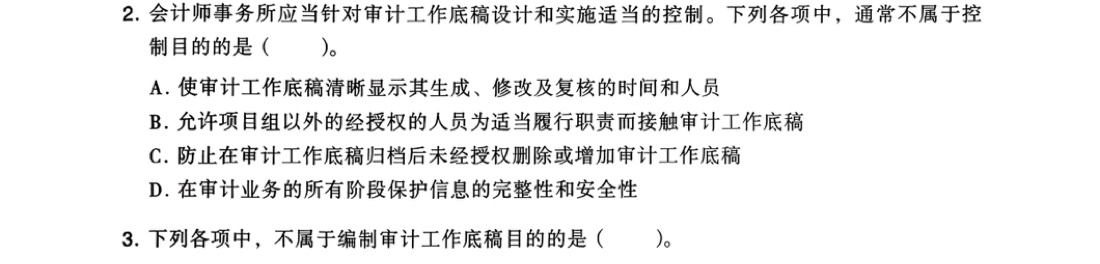 2. 会计师事务所应当针对审计工作底稿设计和实施适当的控制。下列各项中，通常不属于控
制目的的是（　　）。
A. 使审计工作底稿清晰显示其生成、修改及复核的时间和人员
B. 允许项目组以外的经授权的人员为适当履行职责而接触审计工作底稿
C. 防止在审计工作底稿归档后未经授权删除或增加审计工作底稿
D. 在审计业务的所有阶段保护信息的完整性和安全性
3. 下列各项中，不属于编制审计工作底稿目的的是（　　）。